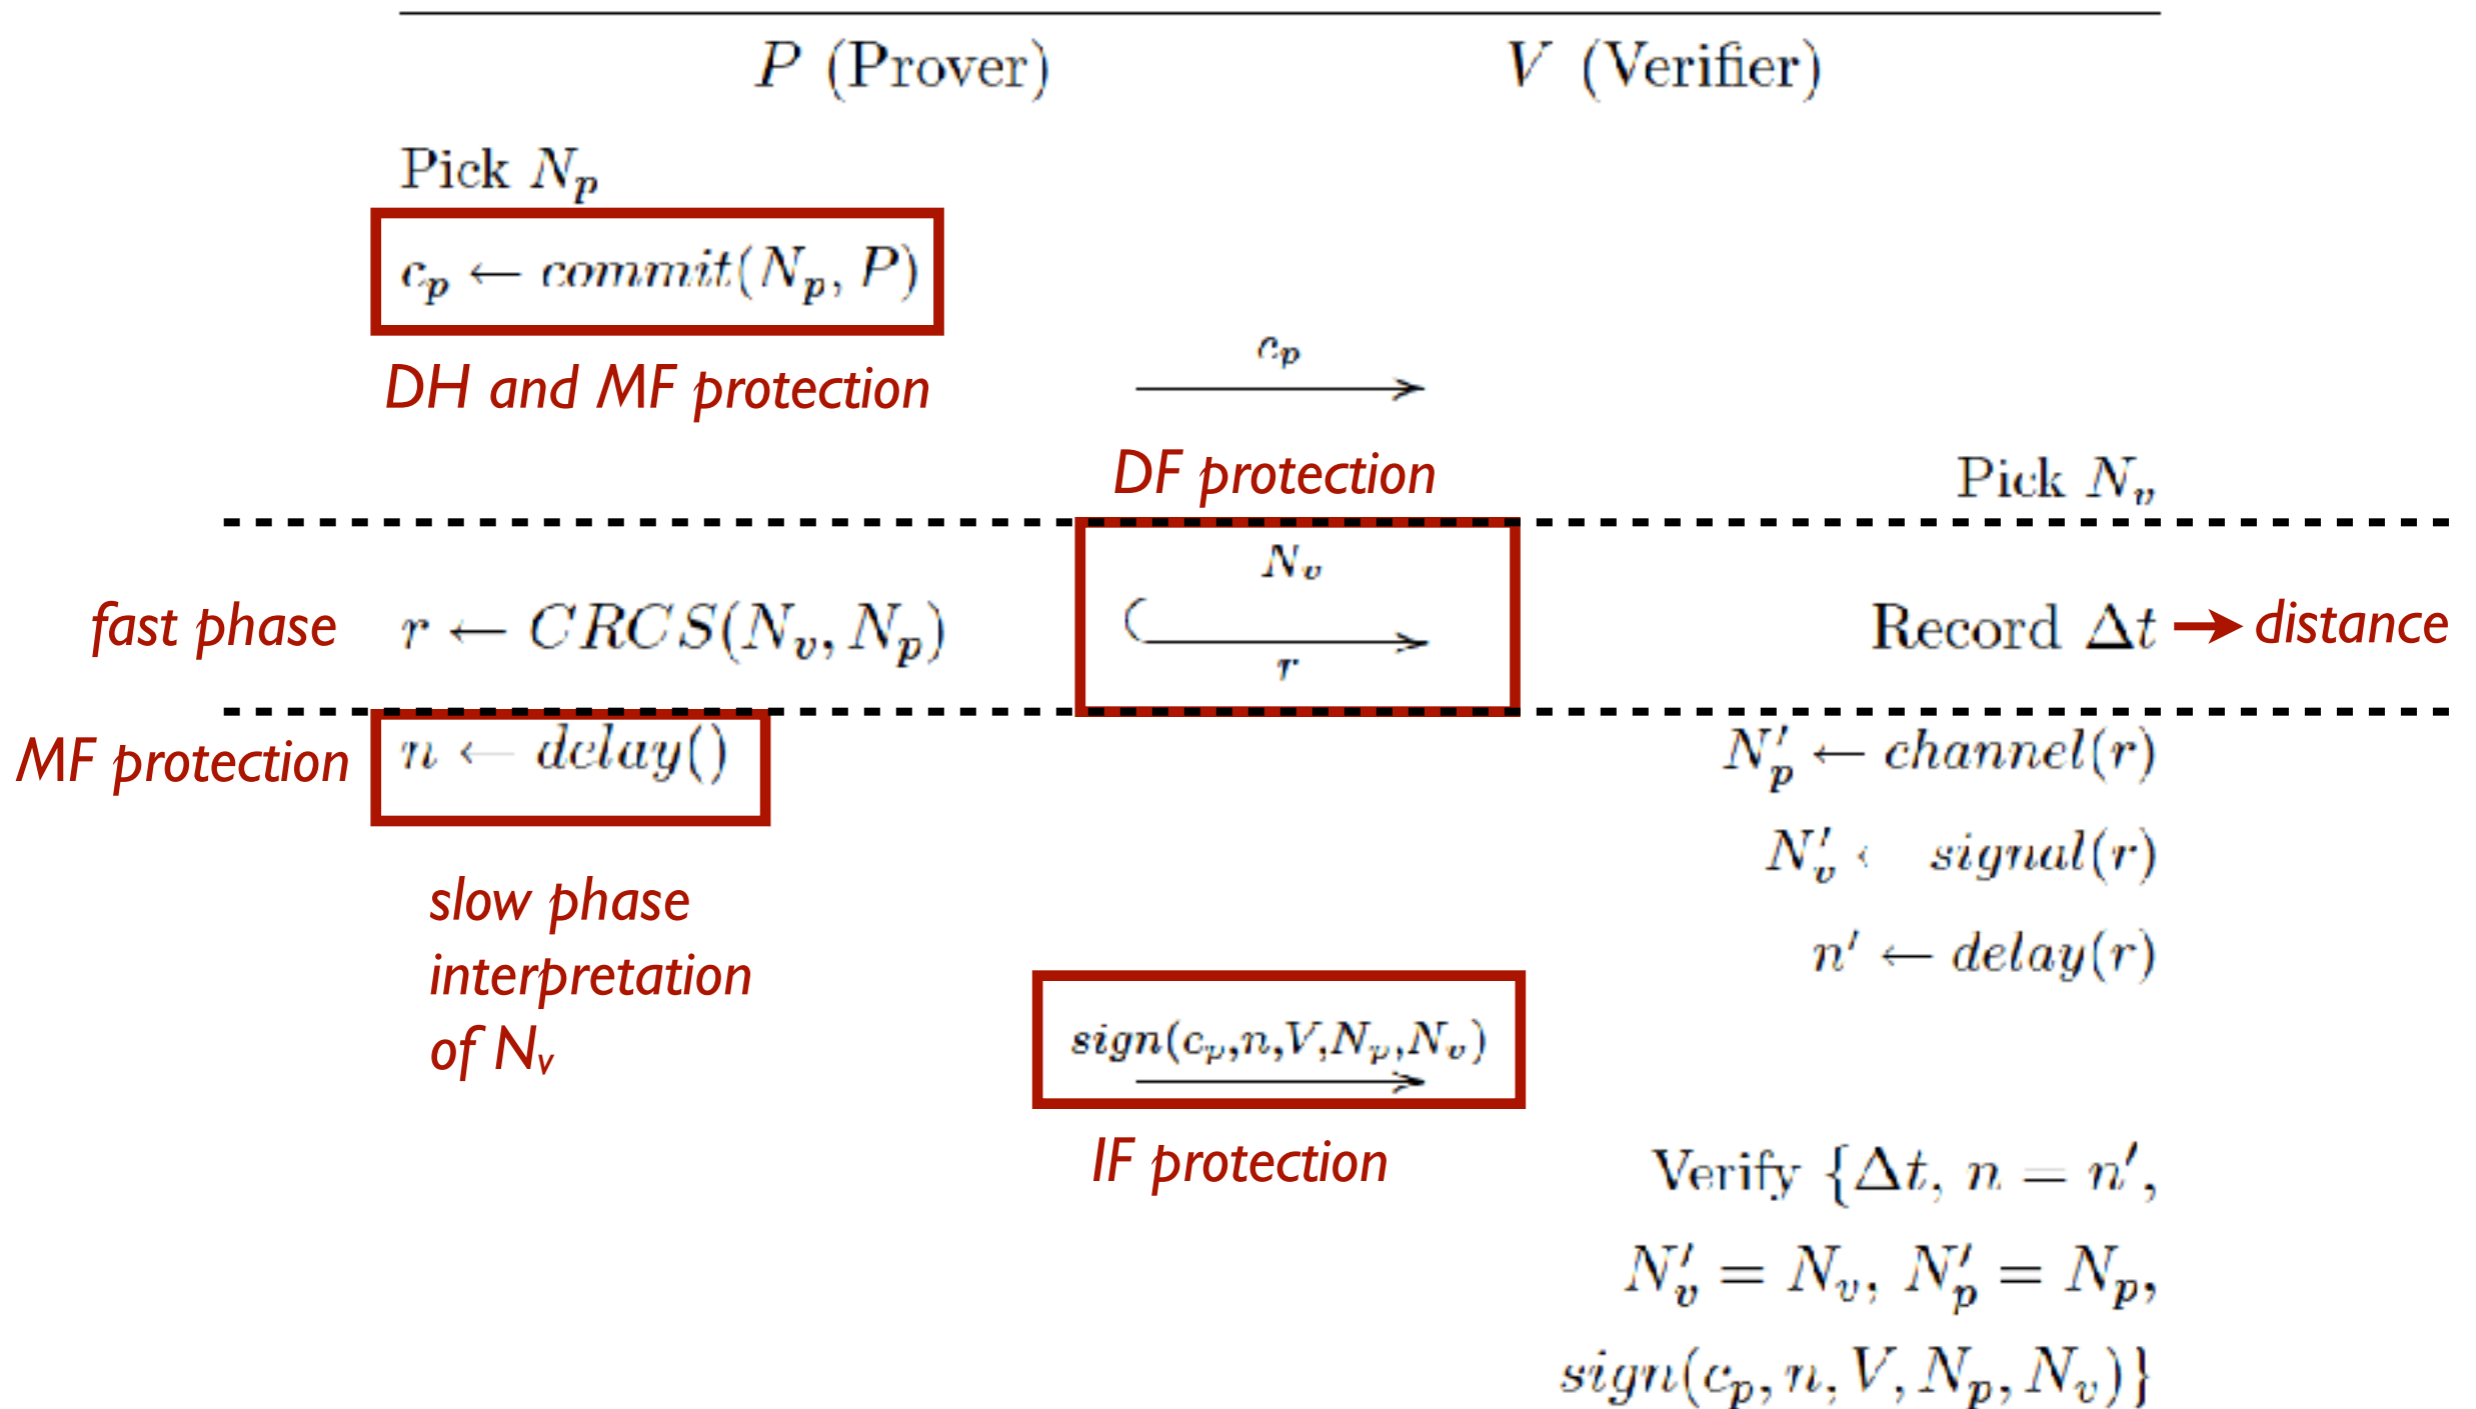 P (Prover) V (Verifier)
Pick N_p
c_p ← commit(N_p, P)
DH and MF protection
c_p
DF protection
Pick N_v
N_v
fast phase r ← CRCS(N_v, N_p)
r
Record Δt → distance
MF protection n ← delay()
N'_p ← channel(r)
N'_v ← signal(r)
n' ← delay(r)
slow phase
interpretation
of N_v
sign(c_p,n,V,N_p,N_v)
IF protection
Verify {Δt, n = n',
N'_v = N_v, N'_p = N_p,
sign(c_p, n, V, N_p, N_v)}